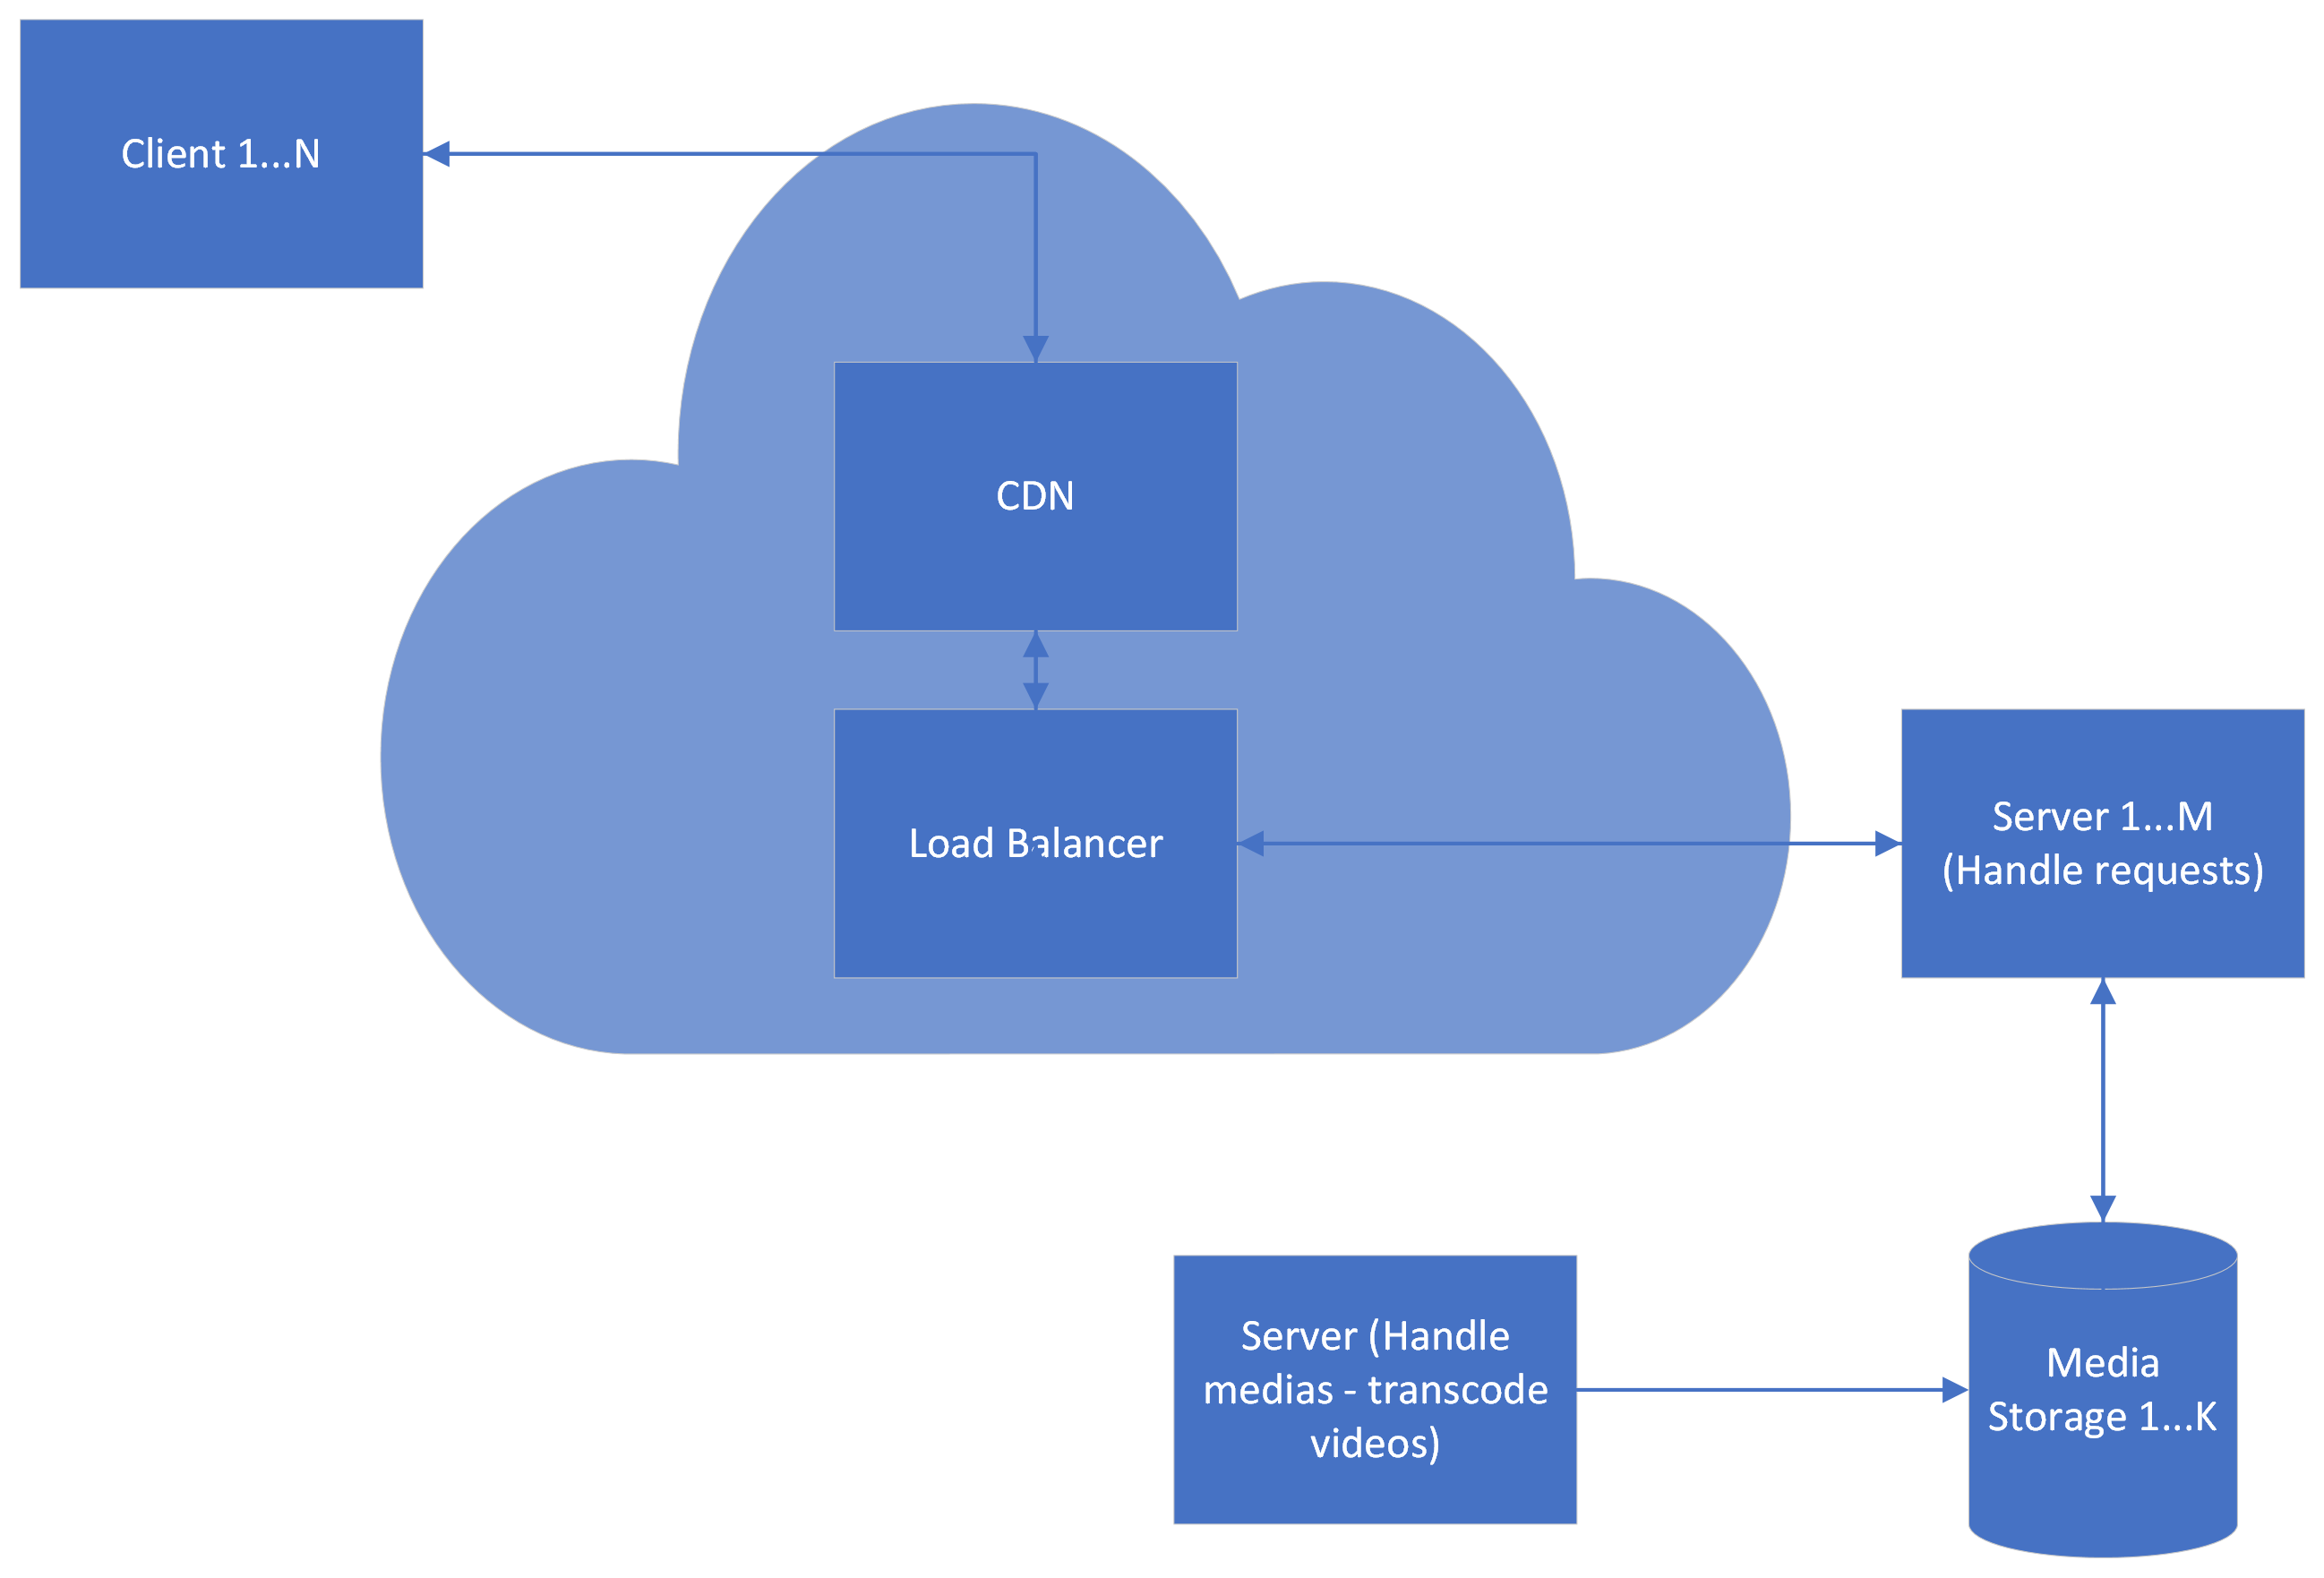 Client 1...N
CDN
Load Balancer
Server 1...M
(Handle requests)
Server (Handle
medias - transcode
videos)
Media
Storage 1...K